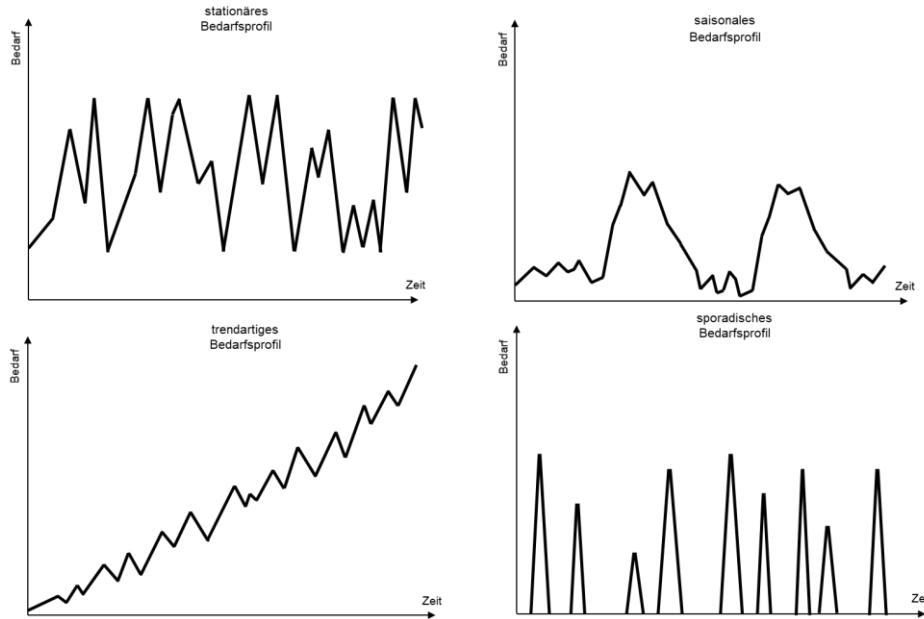 stationäres
Bedarfsprofil
Bedarf
Zeit
saisonales
Bedarfsprofil
Bedarf
Zeit
trendartiges
Bedarfsprofil
Bedarf
Zeit
sporadisches
Bedarfsprofil
Bedarf
Ze